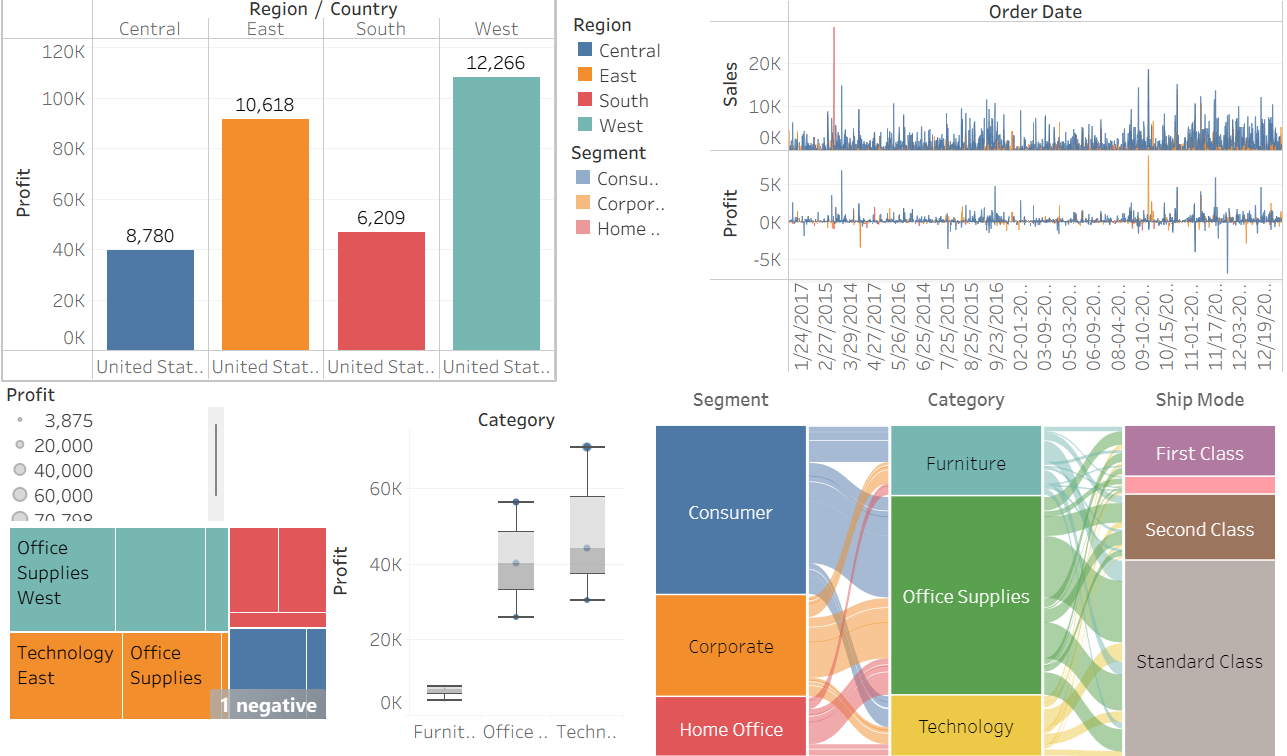 Region / Country
Central East South West
120K
100K
80K
60K
40K
20K
0K
Profit
8,780
10,618
6,209
12,266
United Stat.. United Stat.. United Stat.. United Stat..
Region
Central
East
South
West
Segment
Consu..
Corpor..
Home ..
Order Date
Sales
20K
10K
0K
Profit
5K
0K
-5K
1/24/2017
2/27/2015
3/29/2014
4/27/2017
5/26/2016
6/25/2014
7/25/2015
8/25/2015
9/23/2016
02-01-20..
03-09-20..
05-03-20..
06-09-20..
08-04-20..
09-10-20..
10/15/20..
11-01-20..
11/17/20..
12-03-20..
12/19/20..
Profit
3,875
20,000
40,000
60,000
70,798
Office
Supplies
West
Technology
East
Office
Supplies
1 negative
Category
Profit
60K
40K
20K
0K
Furnit.. Office .. Techn..
Segment Category Ship Mode
Consumer
Corporate
Home Office
Furniture
Office Supplies
Technology
First Class
Second Class
Standard Class